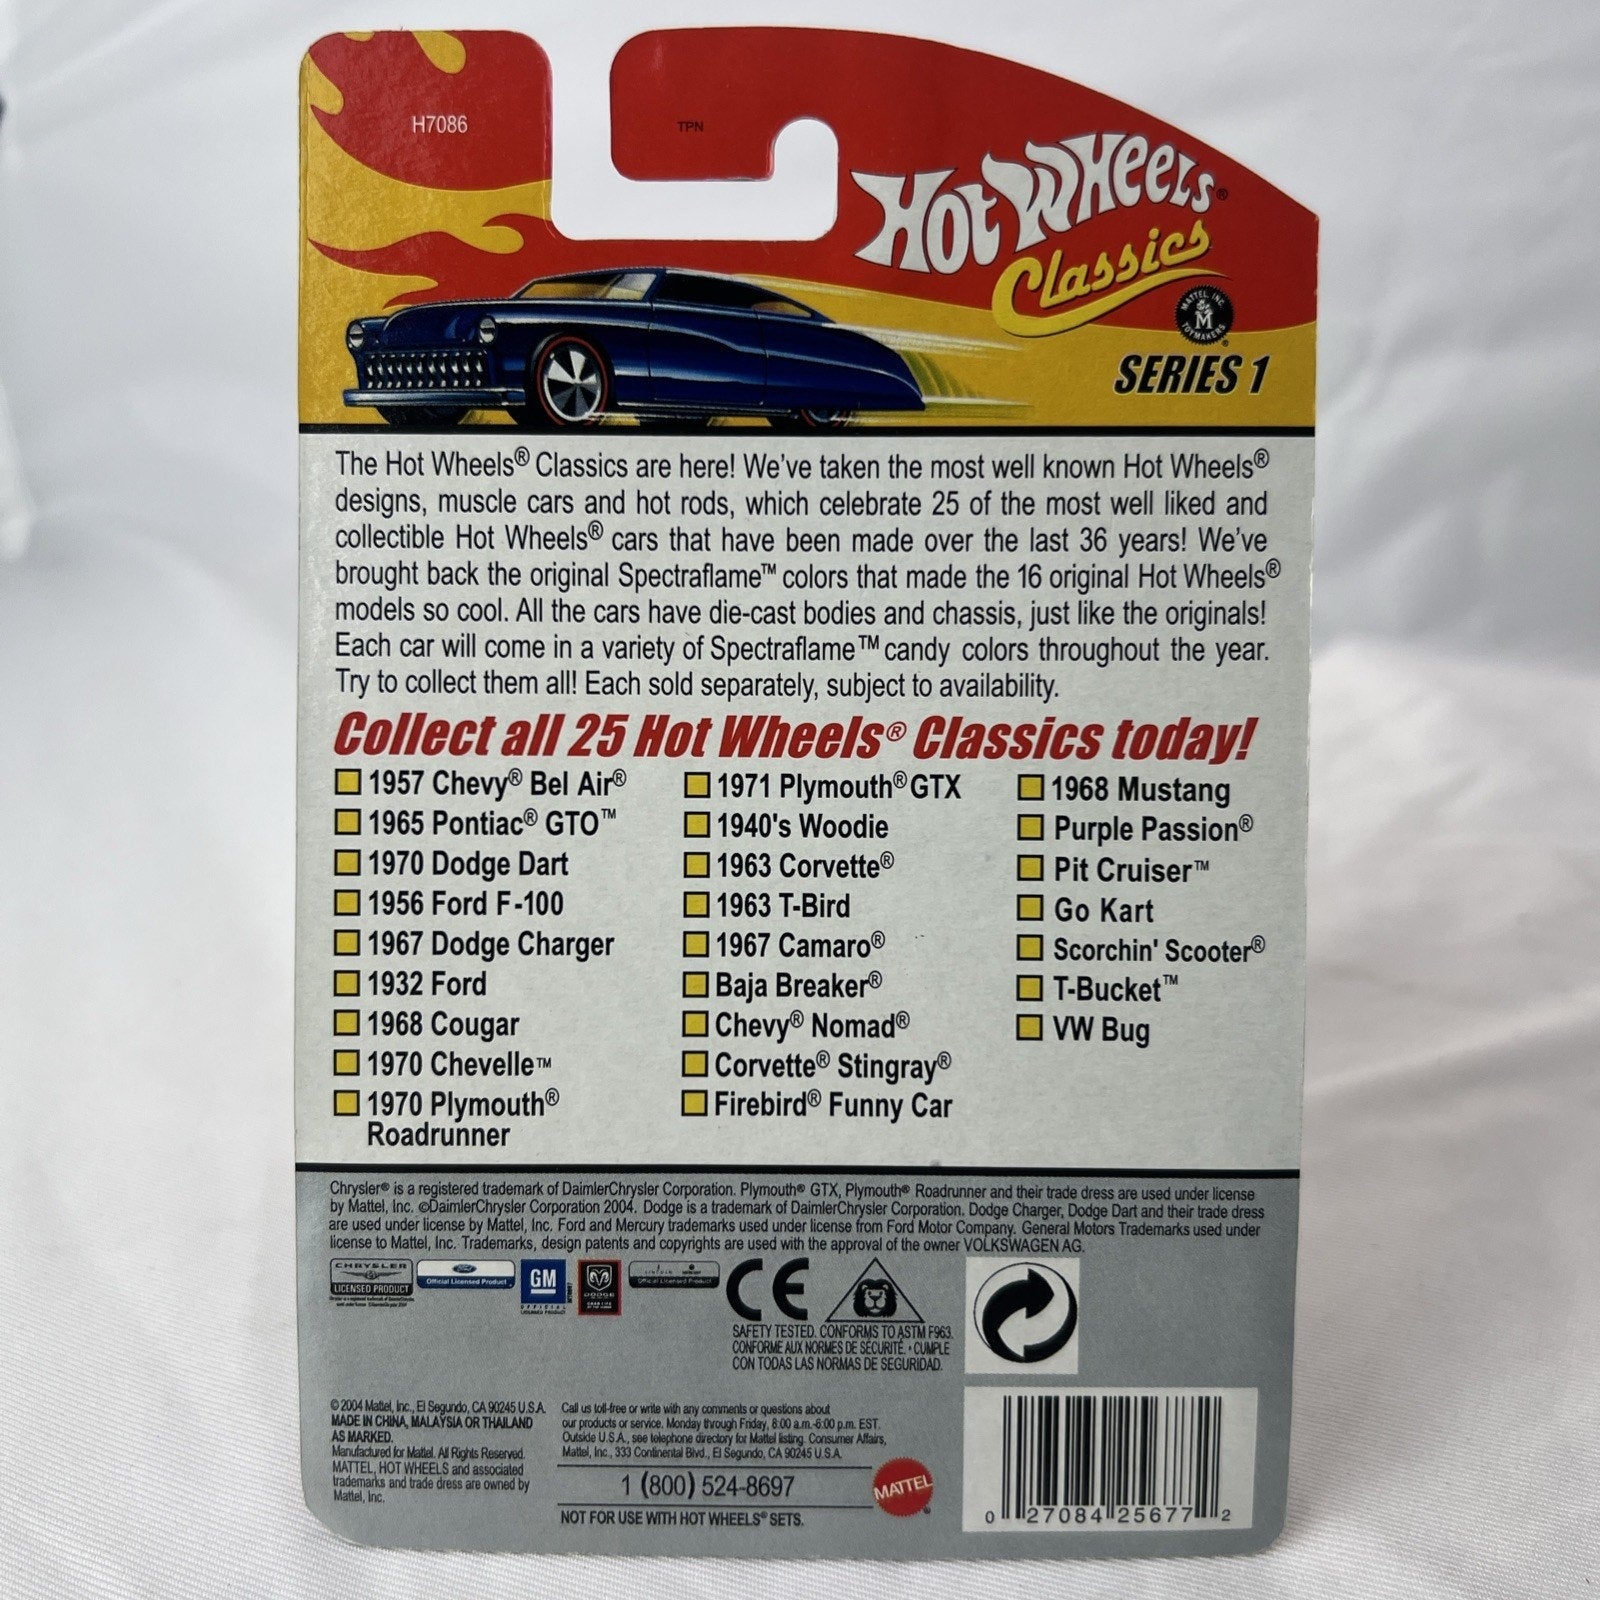 H7086
TPN
Hot Wheels®
Classics
MATTEL, INC.
M
TOYMAKERS
®
SERIES 1
The Hot Wheels® Classics are here! We've taken the most well known Hot Wheels®
designs, muscle cars and hot rods, which celebrate 25 of the most well liked and
collectible Hot Wheels® cars that have been made over the last 36 years! We've
brought back the original Spectraflame™ colors that made the 16 original Hot Wheels®
models so cool. All the cars have die-cast bodies and chassis, just like the originals!
Each car will come in a variety of Spectraflame™ candy colors throughout the year.
Try to collect them all! Each sold separately, subject to availability.
Collect all 25 Hot Wheels® Classics today!
1957 Chevy® Bel Air®
1965 Pontiac® GTO™
1970 Dodge Dart
1956 Ford F-100
1967 Dodge Charger
1932 Ford
1968 Cougar
1970 Chevelle™
1970 Plymouth®
Roadrunner
1971 Plymouth® GTX
1940's Woodie
1963 Corvette®
1963 T-Bird
1967 Camaro®
Baja Breaker®
Chevy® Nomad®
Corvette® Stingray®
Firebird® Funny Car
1968 Mustang
Purple Passion®
Pit Cruiser™
Go Kart
Scorchin' Scooter®
T-Bucket™
VW Bug
Chrysler® is a registered trademark of DaimlerChrysler Corporation. Plymouth® GTX, Plymouth® Roadrunner and their trade dress are used under license
by Mattel, Inc. ©DaimlerChrysler Corporation 2004. Dodge is a trademark of DaimlerChrysler Corporation. Dodge Charger, Dodge Dart and their trade dress
are used under license by Mattel, Inc. Ford and Mercury trademarks used under license from Ford Motor Company. General Motors Trademarks used under
license to Mattel, Inc. Trademarks, design patents and copyrights are used with the approval of the owner VOLKSWAGEN AG.
CHRYSLER
LICENSED PRODUCT
Ford
Official Licensed Product
GM
OFFICIAL
LICENSED PRODUCT
DODGE
LINCOLN MERCURY
Official Licensed Product
CE
SAFETY TESTED. CONFORMS TO ASTM F963.
CONFORME AUX NORMES DE SÉCURITÉ. • CUMPLE
CON TODAS LAS NORMAS DE SEGURIDAD.
© 2004 Mattel, Inc., El Segundo, CA 90245 U.S.A.
MADE IN CHINA, MALAYSIA OR THAILAND
AS MARKED.
Manufactured for Mattel. All Rights Reserved.
MATTEL, HOT WHEELS and associated
trademarks and trade dress are owned by
Mattel, Inc.
Call us toll-free or write with any comments or questions about
our products or service. Monday through Friday, 8:00 a.m.-6:00 p.m. EST.
Outside U.S.A., see telephone directory for Mattel listing. Consumer Affairs,
Mattel, Inc., 333 Continental Blvd., El Segundo, CA 90245 U.S.A.
1 (800) 524-8697
NOT FOR USE WITH HOT WHEELS® SETS.
MATTEL
®
0 27084 25677 2